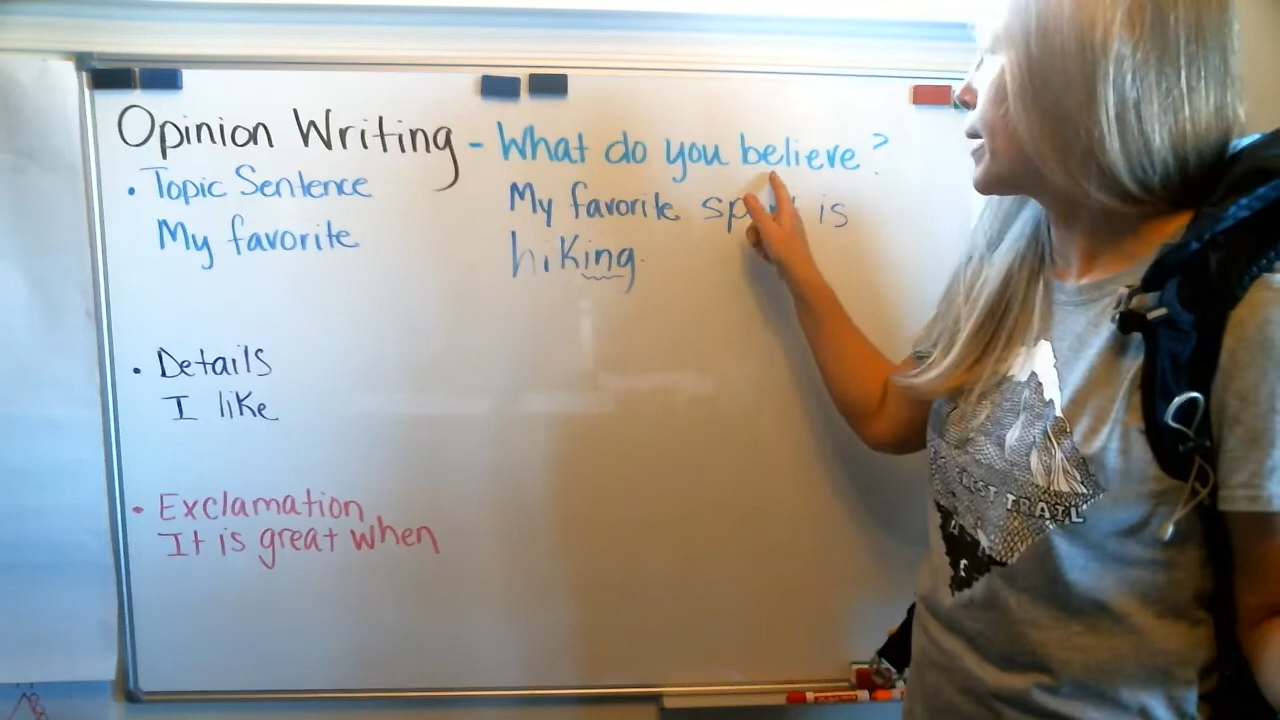 Opinion Writing - What do you believe?
• Topic Sentence
My favorite
My favorite is
hiking.
• Details
I like
• Exclamation
It is great when
TRAIL